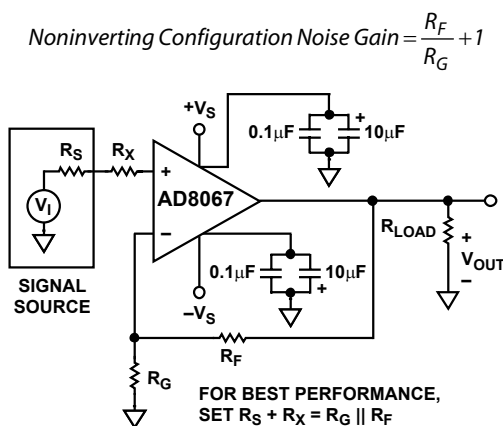 Noninverting Configuration Noise Gain = R_F / R_G + 1
+V_S
0.1µF
+
10µF
R_S
R_X
+
V_I
AD8067
−
R_LOAD
+
V_OUT
−
SIGNAL
SOURCE
0.1µF
10µF
+
−V_S
R_F
R_G
FOR BEST PERFORMANCE,
SET R_S + R_X = R_G || R_F